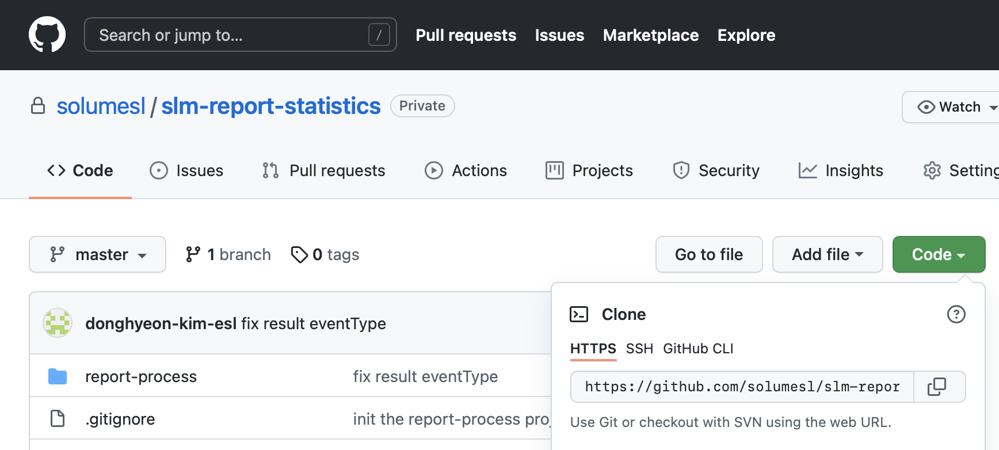 Search or jump to... / Pull requests Issues Marketplace Explore
solumesl / slm-report-statistics Private Watch
Code Issues Pull requests Actions Projects Security Insights Setting
master 1 branch 0 tags Go to file Add file Code
donghyeon-kim-esl fix result eventType
Clone
HTTPS SSH GitHub CLI
report-process fix result eventType
https://github.com/solumesl/slm-repor
.gitignore init the report-process proj
Use Git or checkout with SVN using the web URL.